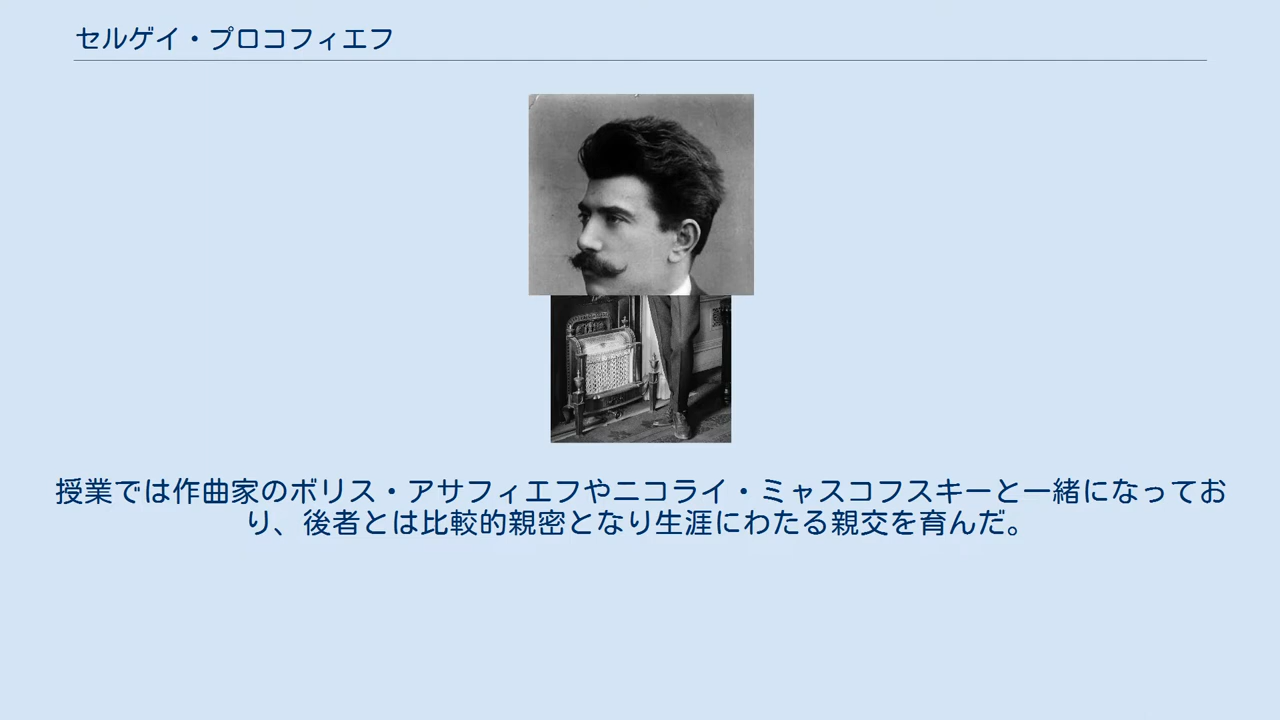 セルゲイ・プロコフィエフ
授業では作曲家のボリス・アサフィエフやニコライ・ミャスコフスキーと一緒になってお
り、後者とは比較的親密となり生涯にわたる親交を育んだ。